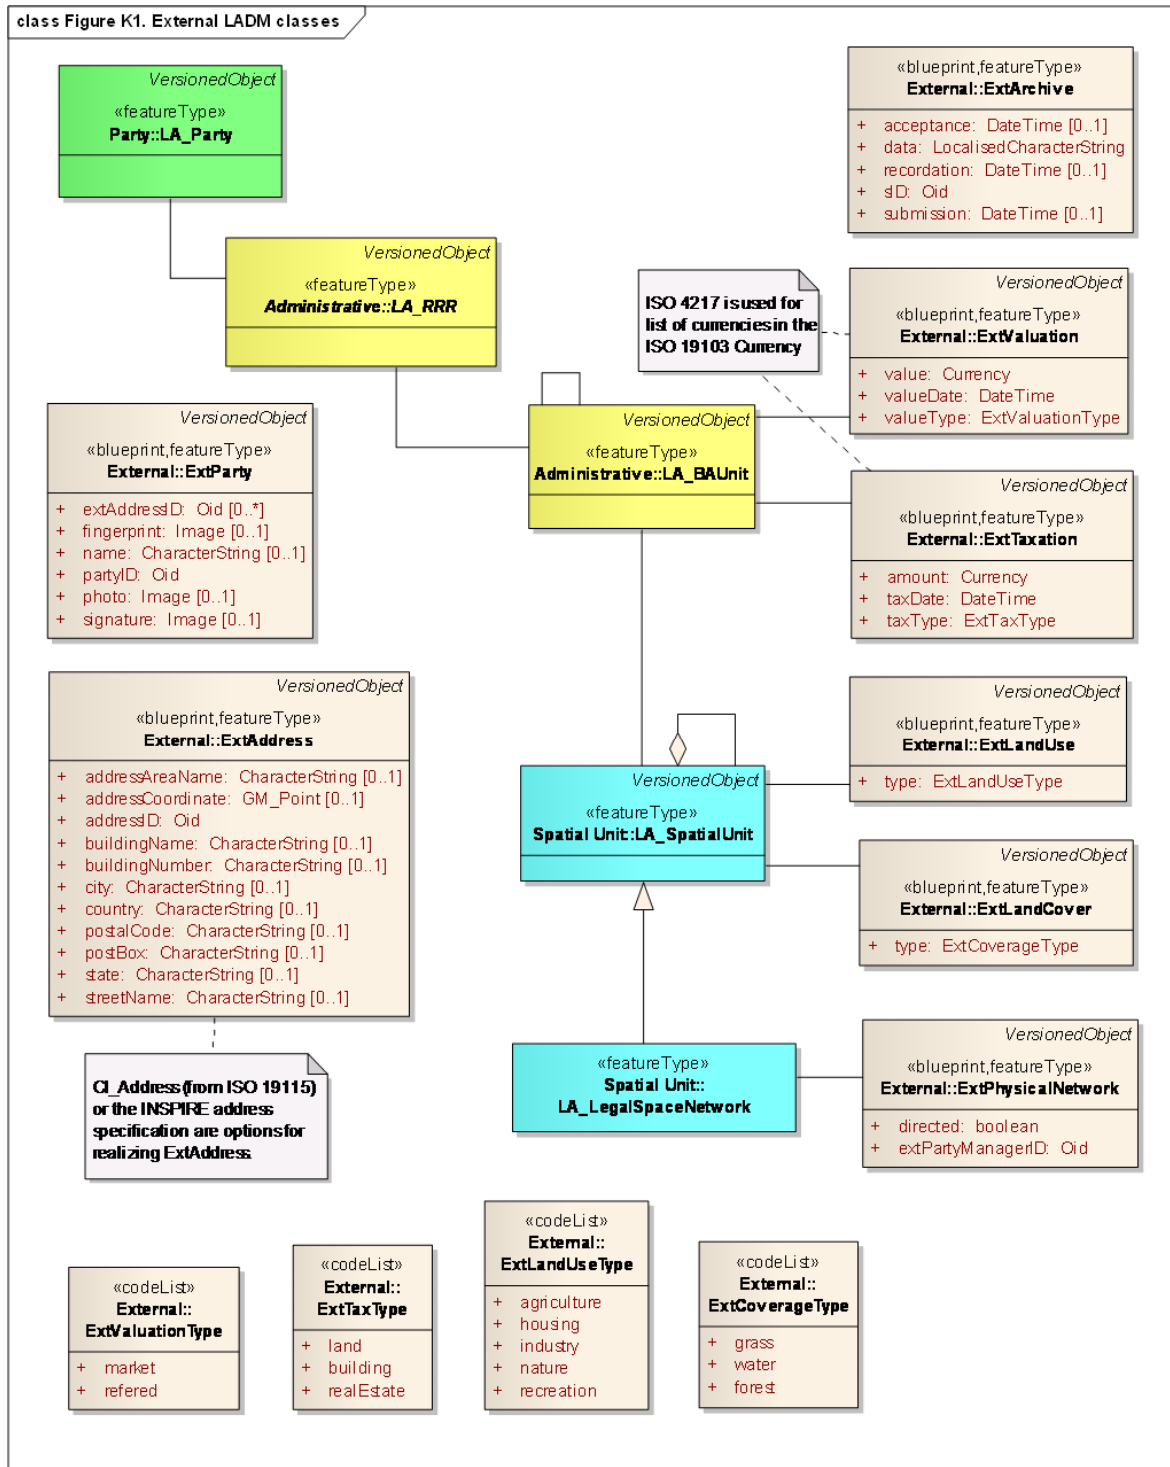 class Figure K1. External LADM classes
VersionedObject
«featureType»
Party::LA_Party
«blueprint,featureType»
External::ExtArchive
+ acceptance: DateTime [0..1]
+ data: LocalisedCharacterString
+ recordation: DateTime [0..1]
+ sID: Oid
+ submission: DateTime [0..1]
VersionedObject
«featureType»
Administrative::LA_RRR
ISO 4217 is used for
list of currencies in the
ISO 19103 Currency
VersionedObject
«blueprint,featureType»
External::ExtValuation
+ value: Currency
+ valueDate: DateTime
+ valueType: ExtValuationType
VersionedObject
«blueprint,featureType»
External::ExtParty
+ extAddressID: Oid [0..*]
+ fingerprint: Image [0..1]
+ name: CharacterString [0..1]
+ partyID: Oid
+ photo: Image [0..1]
+ signature: Image [0..1]
VersionedObject
«featureType»
Administrative::LA_BAUnit
VersionedObject
«blueprint,featureType»
External::ExtTaxation
+ amount: Currency
+ taxDate: DateTime
+ taxType: ExtTaxType
VersionedObject
«blueprint,featureType»
External::ExtAddress
+ addressAreaName: CharacterString [0..1]
+ addressCoordinate: GM_Point [0..1]
+ addressID: Oid
+ buildingName: CharacterString [0..1]
+ buildingNumber: CharacterString [0..1]
+ city: CharacterString [0..1]
+ country: CharacterString [0..1]
+ postalCode: CharacterString [0..1]
+ postBox: CharacterString [0..1]
+ state: CharacterString [0..1]
+ streetName: CharacterString [0..1]
VersionedObject
«blueprint,featureType»
External::ExtLandUse
+ type: ExtLandUseType
VersionedObject
«featureType»
Spatial Unit::LA_SpatialUnit
VersionedObject
«blueprint,featureType»
External::ExtLandCover
+ type: ExtCoverageType
CI_Address (from ISO 19115)
or the INSPIRE address
specification are options for
realizing ExtAddress.
«featureType»
Spatial Unit::
LA_LegalSpaceNetwork
VersionedObject
«blueprint,featureType»
External::ExtPhysicalNetwork
+ directed: boolean
+ extPartyManagerID: Oid
«codeList»
External::
ExtValuationType
+ market
+ refered
«codeList»
External::
ExtTaxType
+ land
+ building
+ realEstate
«codeList»
External::
ExtLandUseType
+ agriculture
+ housing
+ industry
+ nature
+ recreation
«codeList»
External::
ExtCoverageType
+ grass
+ water
+ forest